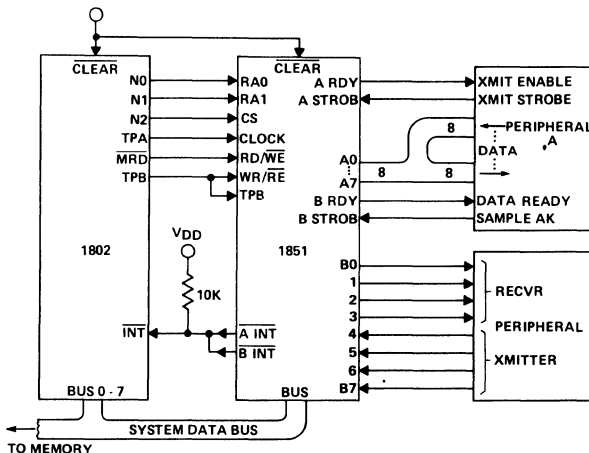 CLEAR
N0
N1
N2
TPA
MRD
TPB
1802
INT
BUS 0 - 7
VDD
10K
CLEAR
RA0
RA1
CS
CLOCK
RD/WE
WR/RE
TPB
1851
A INT
B INT
BUS
A RDY
A STROB
A0
A7
B RDY
B STROB
B0
1
2
3
4
5
6
B7
8
8
8
XMIT ENABLE
XMIT STROBE
PERIPHERAL
A
DATA
DATA READY
SAMPLE AK
RECVR
PERIPHERAL
XMITTER
SYSTEM DATA BUS
TO MEMORY